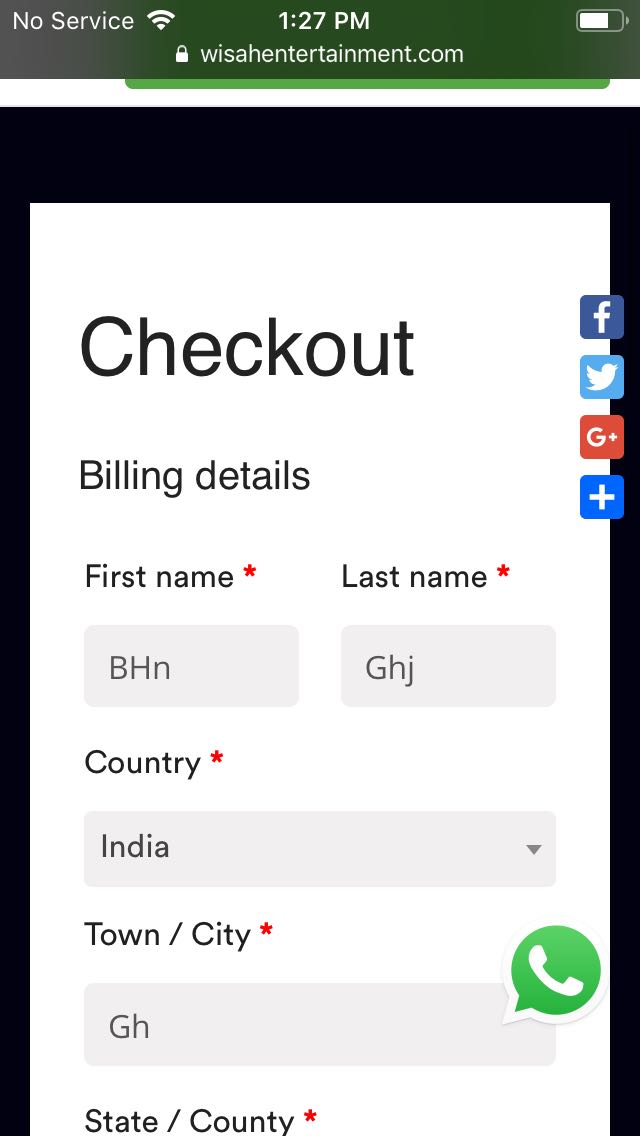 No Service 1:27 PM
wisahentertainment.com
Checkout
Billing details
First name * Last name *
BHn Ghj
Country *
India
Town / City *
Gh
State / County *